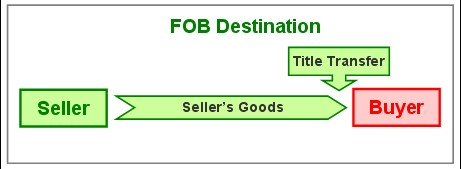 FOB Destination
Title Transfer
Seller
Seller's Goods
Buyer